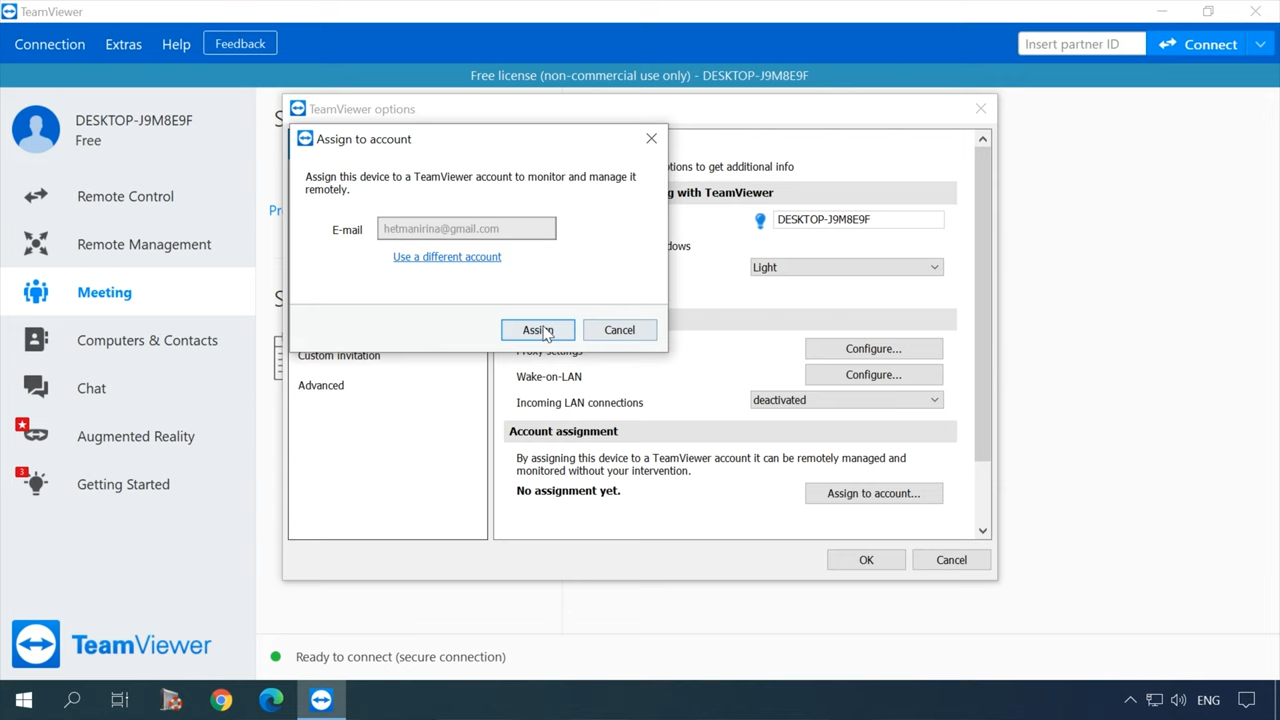 TeamViewer
Connection Extras Help Feedback
Insert partner ID Connect
Free license (non-commercial use only) - DESKTOP-J9M8E9F
DESKTOP-J9M8E9F
Free
Remote Control
Remote Management
Meeting
Computers & Contacts
Chat
Augmented Reality
3
Getting Started
TeamViewer
TeamViewer options
Assign to account
Assign this device to a TeamViewer account to monitor and manage it
remotely.
E-mail hetmanirina@gmail.com
Use a different account
Assign Cancel
Custom invitation
Advanced
to get additional info
with TeamViewer
DESKTOP-J9M8E9F
Light
Proxy settings Configure...
Wake-on-LAN Configure...
Incoming LAN connections deactivated
Account assignment
By assigning this device to a TeamViewer account it can be remotely managed and
monitored without your intervention.
No assignment yet. Assign to account...
OK Cancel
Ready to connect (secure connection)
ENG